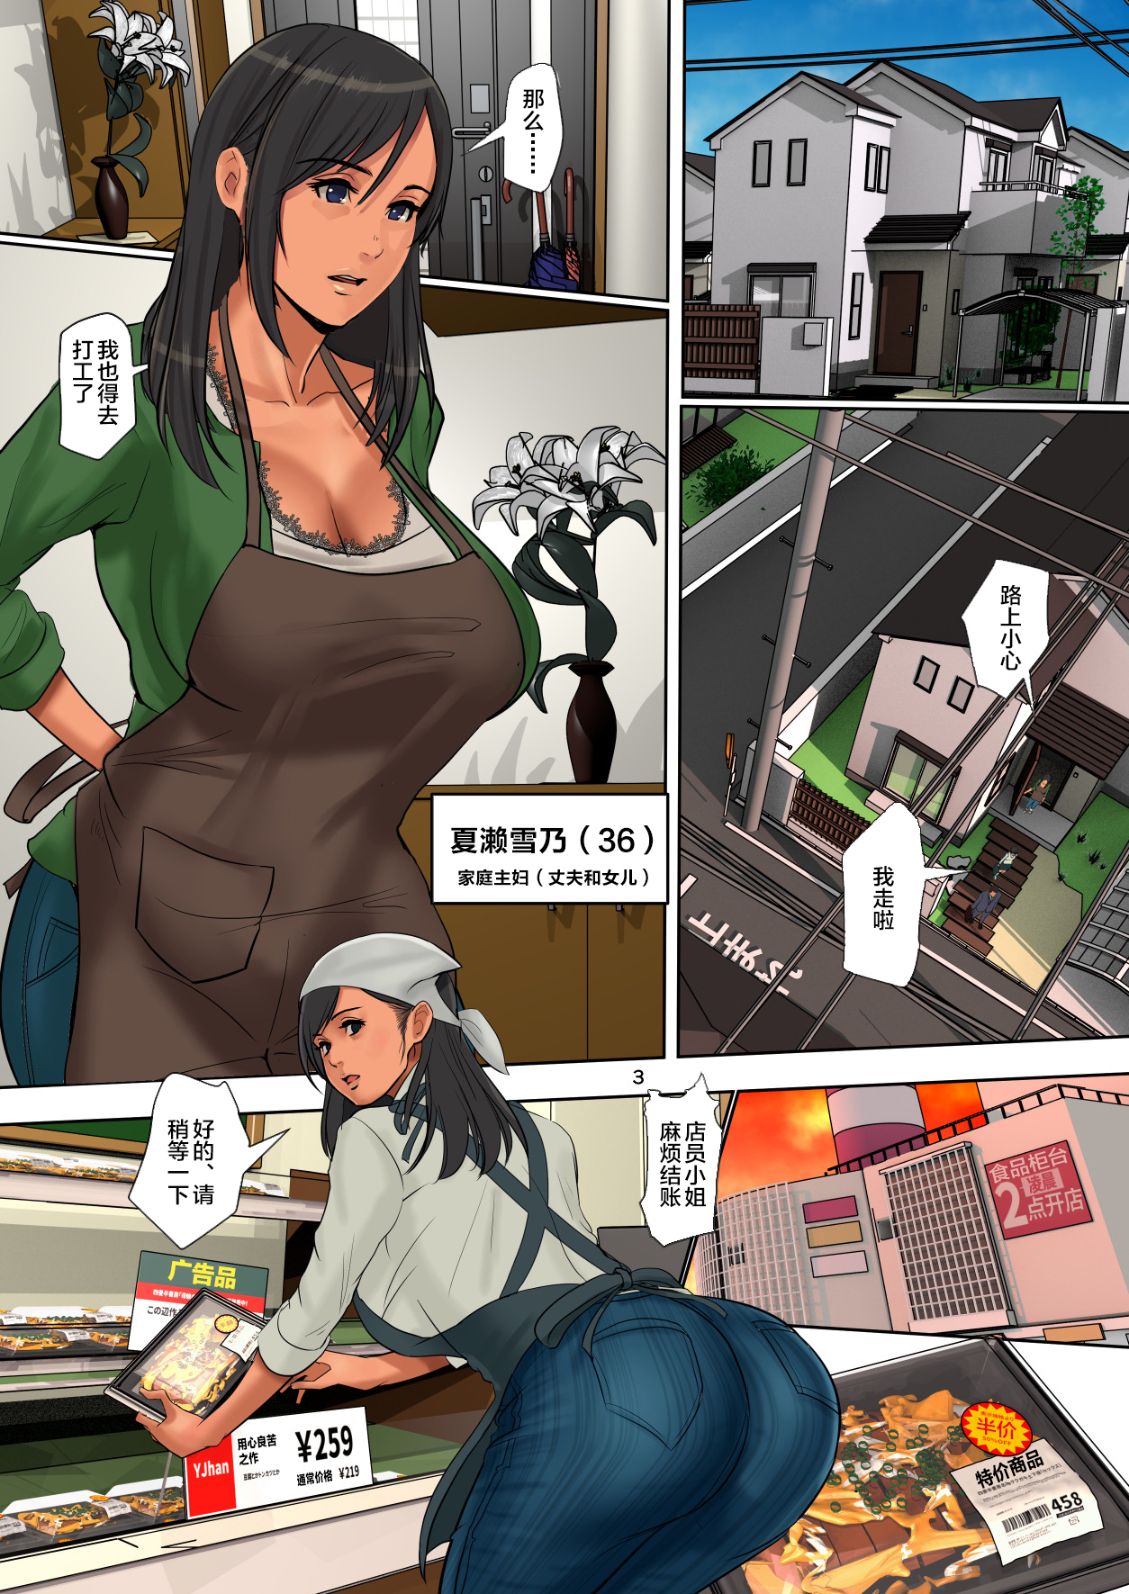 路上小心
我走啦
那么……
我也得去
打工了
夏濑雪乃（36）
家庭主妇（丈夫和女儿）
3
食品柜台
凌晨
2点开店
店员小姐
麻烦结账
好的、请
稍等一下
广告品
YJhan
用心良苦
之作
¥259
通常价格 ¥219
半价
50%OFF
特价商品
458